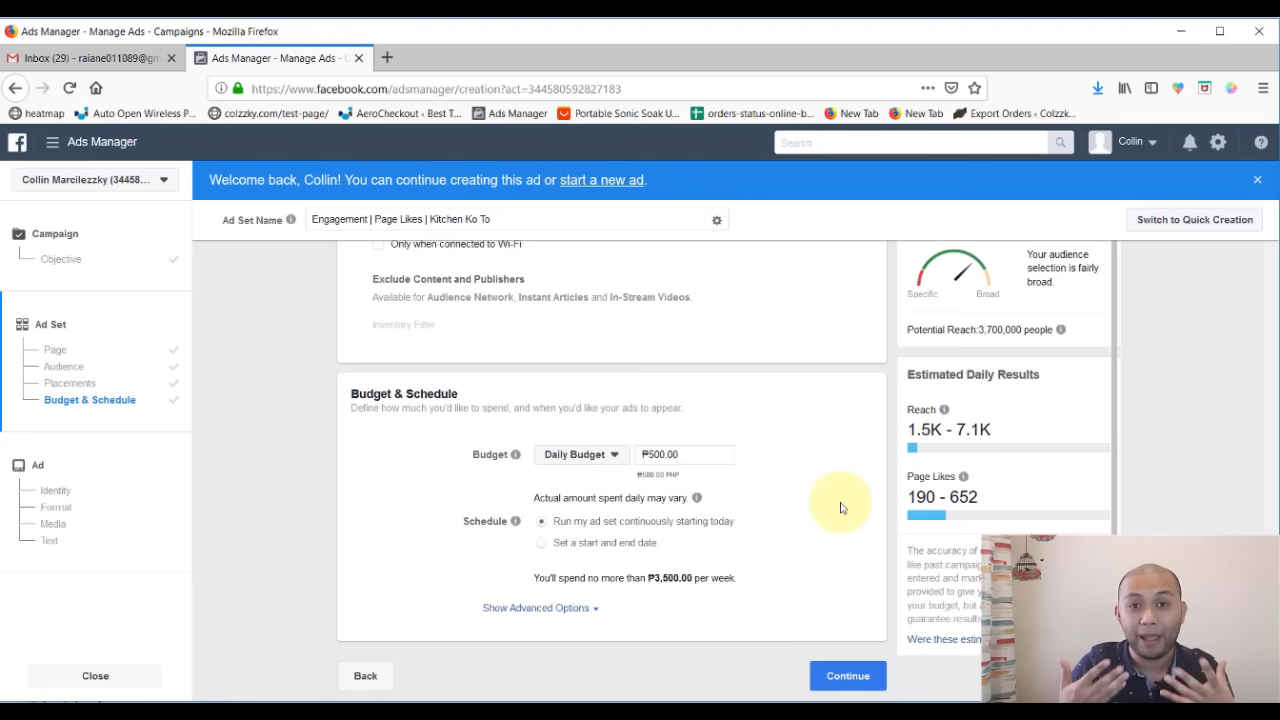 Ads Manager - Manage Ads - Campaigns - Mozilla Firefox
Inbox (29) - raiane011089@gm
Ads Manager - Manage Ads -
https://www.facebook.com/adsmanager/creation?act=344580592827183
heatmap
Auto Open Wireless P...
colzzky.com/test-page/
AeroCheckout ‹ Best T...
Ads Manager
Portable Sonic Soak U...
orders-status-online-b...
New Tab
New Tab
Export Orders ‹ Colzzk...
Ads Manager
Search
Collin
Collin Marcilezzky (34458...
Welcome back, Collin! You can continue creating this ad or start a new ad.
Ad Set Name
Engagement | Page Likes | Kitchen Ko To
Switch to Quick Creation
Campaign
Objective
Ad Set
Page
Audience
Placements
Budget & Schedule
Ad
Identity
Format
Media
Text
Close
Only when connected to Wi-Fi
Exclude Content and Publishers
Available for Audience Network, Instant Articles and In-Stream Videos.
Inventory Filter
Budget & Schedule
Define how much you'd like to spend, and when you'd like your ads to appear.
Budget
Daily Budget
₱500.00
₱500.00 PHP
Actual amount spent daily may vary.
Schedule
Run my ad set continuously starting today
Set a start and end date
You'll spend no more than ₱3,500.00 per week.
Show Advanced Options
Back
Continue
Specific
Broad
Your audience
selection is fairly
broad.
Potential Reach:3,700,000 people
Estimated Daily Results
Reach
1.5K - 7.1K
Page Likes
190 - 652
The accuracy of
like past campaig
entered and mark
provided to give y
your budget, but
guarantee results
Were these estim